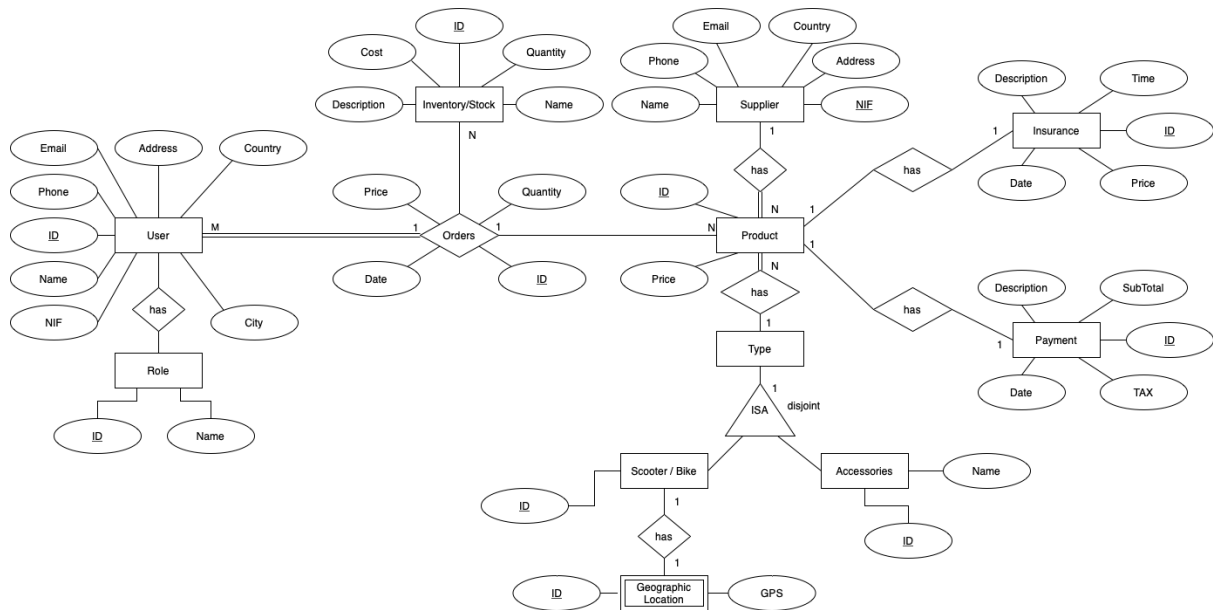 ID
Email
Country
Cost
Quantity
Phone
Address
Description
Time
Description
Inventory/Stock
Name
Name
Supplier
NIF
Insurance
ID
N
1
1
Email
Address
Country
has
has
Date
Price
Phone
Price
Quantity
ID
N
1
ID
User
M
1
Orders
1
N
Product
1
Name
Date
ID
Price
N
Description
SubTotal
NIF
has
City
has
has
1
Payment
ID
1
Role
Type
Date
TAX
1
ISA
disjoint
ID
Name
Scooter / Bike
Accessories
Name
ID
1
has
ID
1
ID
Geographic
Location
GPS